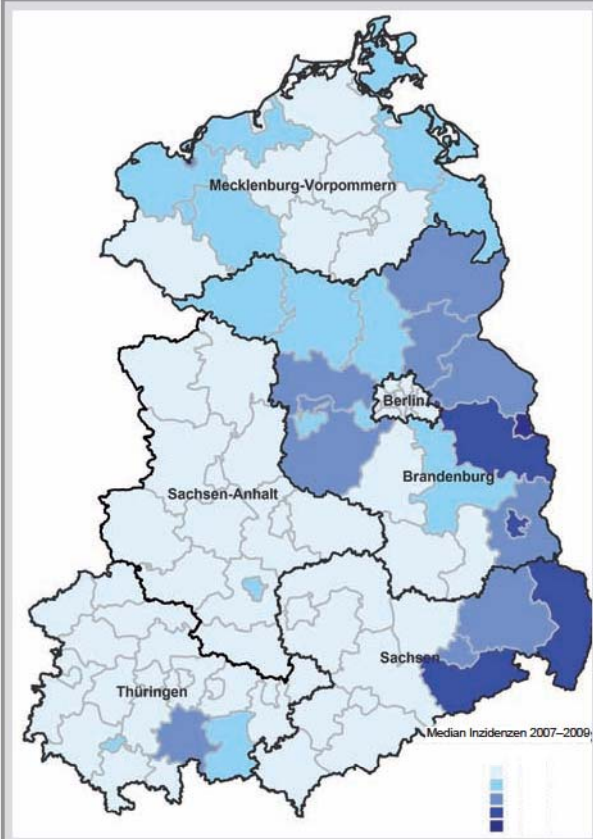 Mecklenburg-Vorpommern
Berlin
Brandenburg
Sachsen-Anhalt
Sachsen
Thüringen
Median Inzidenzen 2007–2009